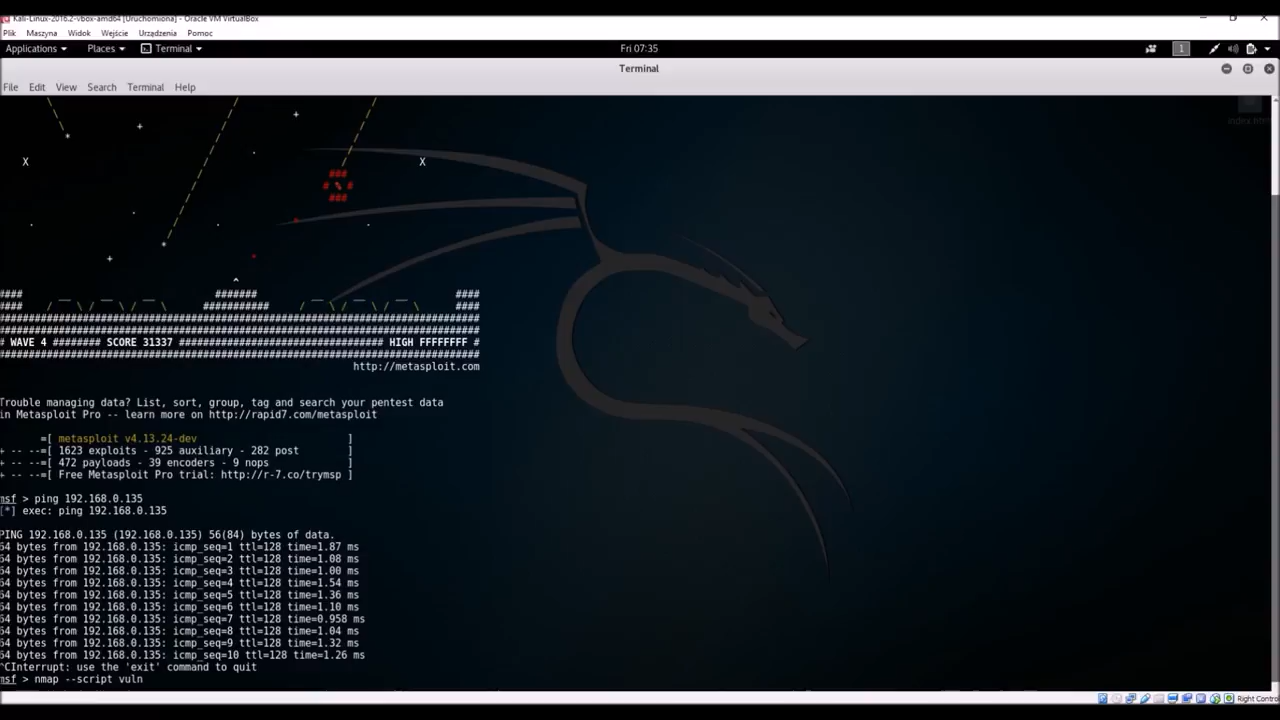 Kali-Linux-2016.2-vbox-amd64 [Uruchomiona] - Oracle VM VirtualBox
Plik Maszyna Widok Wejście Urządzenia Pomoc
Applications Places Terminal Fri 07:35 1
Terminal
File Edit View Search Terminal Help
X X
###
# #
###
#### ####### ####
#### ########### ####
################################################################################
################################################################################
# WAVE 4 ######## SCORE 31337 ################################## HIGH FFFFFFFF #
################################################################################
http://metasploit.com
Trouble managing data? List, sort, group, tag and search your pentest data
in Metasploit Pro -- learn more on http://rapid7.com/metasploit
=[ metasploit v4.13.24-dev ]
+ -- --=[ 1623 exploits - 925 auxiliary - 282 post ]
+ -- --=[ 472 payloads - 39 encoders - 9 nops ]
+ -- --=[ Free Metasploit Pro trial: http://r-7.co/trymsp ]
msf > ping 192.168.0.135
[*] exec: ping 192.168.0.135
PING 192.168.0.135 (192.168.0.135) 56(84) bytes of data.
64 bytes from 192.168.0.135: icmp_seq=1 ttl=128 time=1.87 ms
64 bytes from 192.168.0.135: icmp_seq=2 ttl=128 time=1.08 ms
64 bytes from 192.168.0.135: icmp_seq=3 ttl=128 time=1.00 ms
64 bytes from 192.168.0.135: icmp_seq=4 ttl=128 time=1.54 ms
64 bytes from 192.168.0.135: icmp_seq=5 ttl=128 time=1.36 ms
64 bytes from 192.168.0.135: icmp_seq=6 ttl=128 time=1.10 ms
64 bytes from 192.168.0.135: icmp_seq=7 ttl=128 time=0.958 ms
64 bytes from 192.168.0.135: icmp_seq=8 ttl=128 time=1.04 ms
64 bytes from 192.168.0.135: icmp_seq=9 ttl=128 time=1.32 ms
64 bytes from 192.168.0.135: icmp_seq=10 ttl=128 time=1.26 ms
^CInterrupt: use the 'exit' command to quit
msf > nmap --script vuln
Right Control